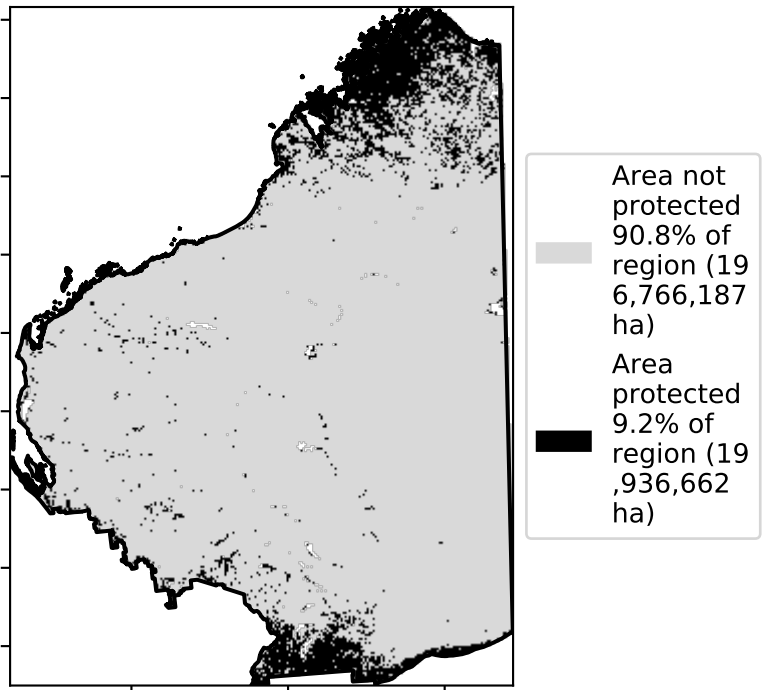 Area not
protected
90.8% of
region (19
6,766,187
ha)
Area
protected
9.2% of
region (19
,936,662
ha)